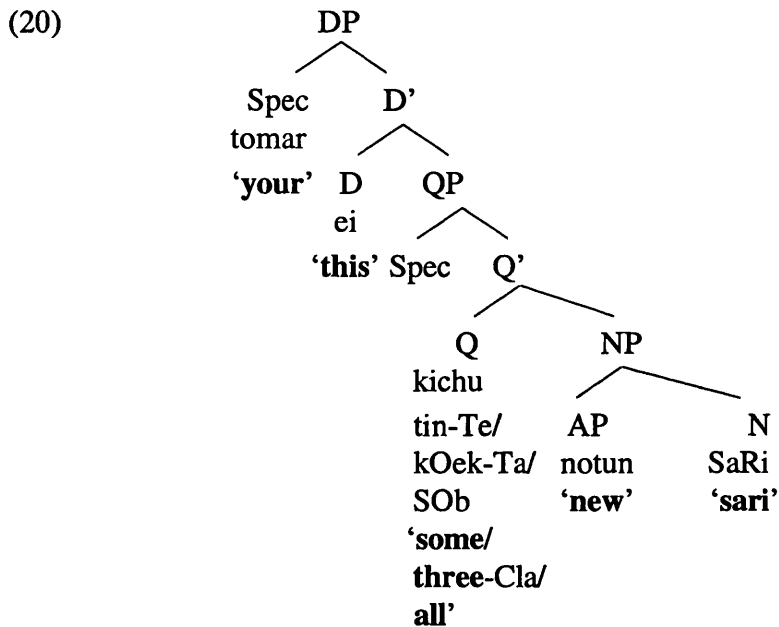 (20) DP
Spec D’
tomar
‘your’ D QP
ei
‘this’ Spec Q’
Q NP
kichu
tin-Te/ AP N
kOek-Ta/ notun SaRi
SOb ‘new’ ‘sari’
‘some/
three-Cla/
all’